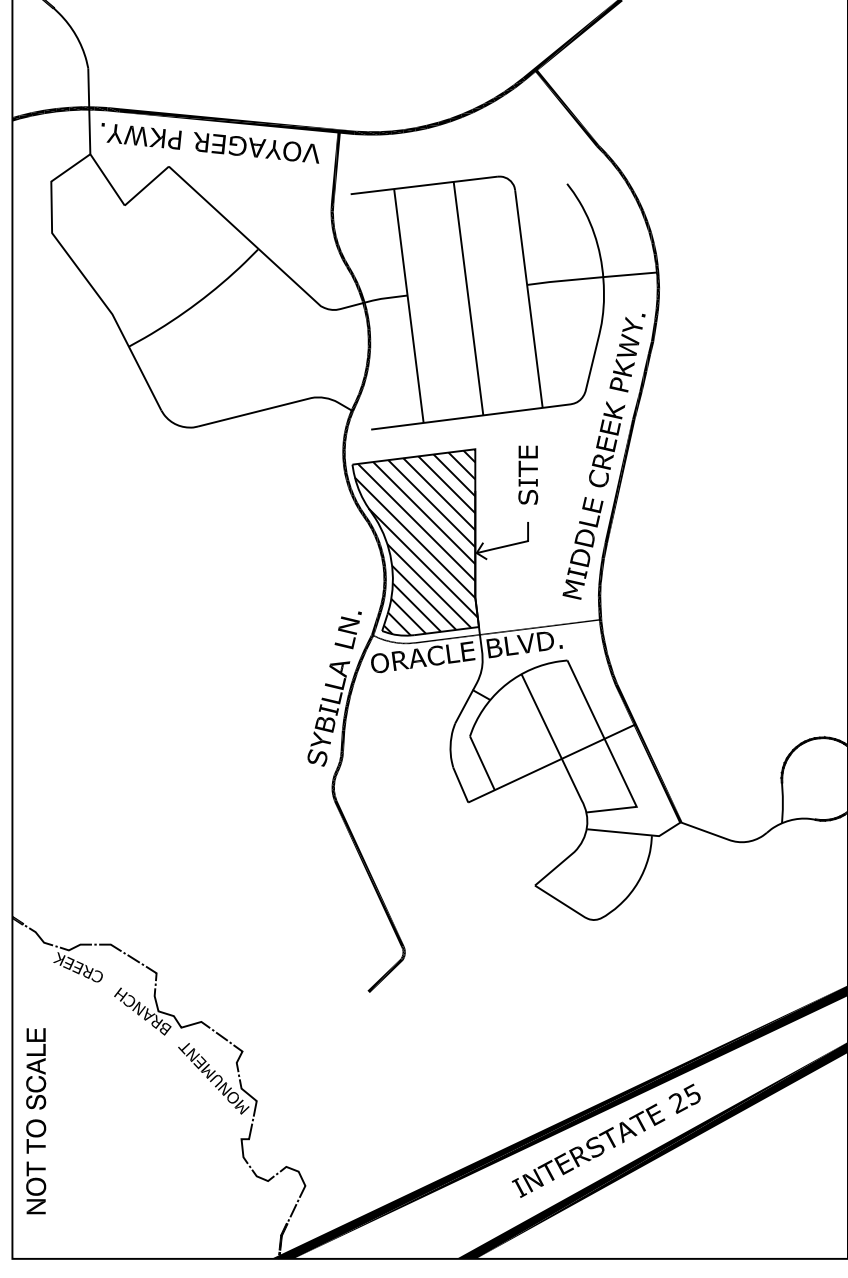 VOYAGER PKWY.
MIDDLE CREEK PKWY.
SITE
ORACLE BLVD.
SYBILLA LN.
MONUMENT BRANCH CREEK
NOT TO SCALE
INTERSTATE 25